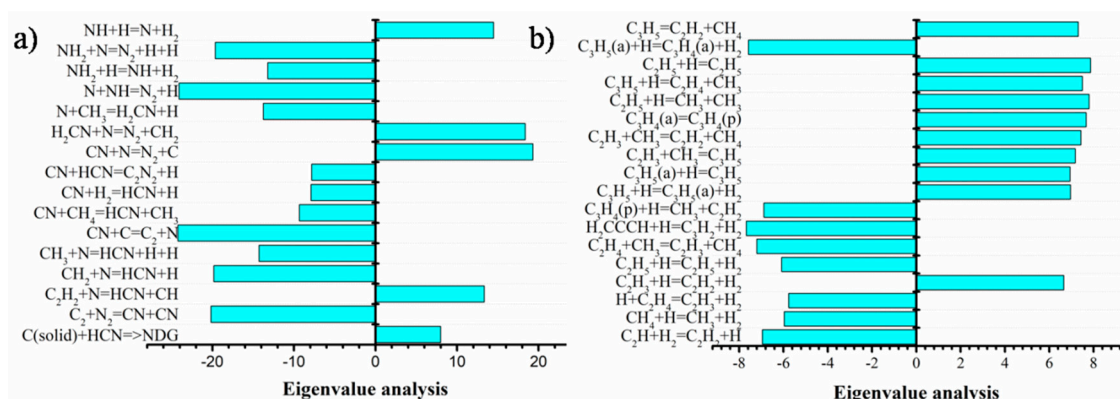 a)
NH+H=N+H₂
NH₂+N=N₂+H+H
NH₂+H=NH+H₂
N+NH=N₂+H
N+CH₃=H₂CN+H
H₂CN+N=N₂+CH₂
CN+N=N₂+C
CN+HCN=C₂N₂+H
CN+H₂=HCN+H
CN+CH₄=HCN+CH₃
CN+C=C₂+N
CH₃+N=HCN+H+H
CH₂+N=HCN+H
C₂H₂+N=HCN+CH
C₂+N₂=CN+CN
C(solid)+HCN=>NDG
-20 -10 0 10 20
Eigenvalue analysis
b)
C₃H₅=C₂H₂+CH₄
C₃H₅(a)+H=C₃H₄(a)+H₂
C₂H₅+H=C₂H₅
C₃H₅+H=C₂H₄+CH₃
C₂H₅+H=CH₃+CH₃
C₃H₄(a)=C₃H₄(p)
C₂H₃+CH₃=C₂H₂+CH₄
C₂H₃+CH₃=C₃H₅
C₃H₅(a)+H=C₃H₅
C₃H₅+H=C₃H₅(a)+H₂
C₃H₄(p)+H=CH₃+C₂H₂
H₂CCCH+H=C₃H₂+H₂
C₂H₄+CH₃=C₂H₃+CH₄
C₂H₅+H=C₂H₅+H₂
C₂H₃+H=C₂H₂+H₂
H+C₂H₄=C₂H₃+H₂
CH₄+H=CH₃+H₂
C₂H+H₂=C₂H₂+H
-8 -6 -4 -2 0 2 4 6 8
Eigenvalue analysis